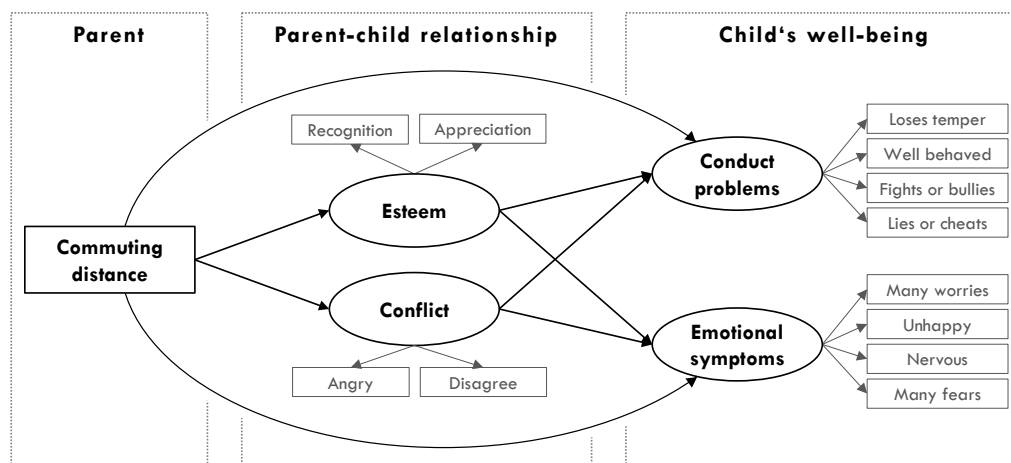 Parent
Parent-child relationship
Child‘s well-being
Recognition
Appreciation
Esteem
Commuting
distance
Conflict
Angry
Disagree
Conduct
problems
Loses temper
Well behaved
Fights or bullies
Lies or cheats
Emotional
symptoms
Many worries
Unhappy
Nervous
Many fears